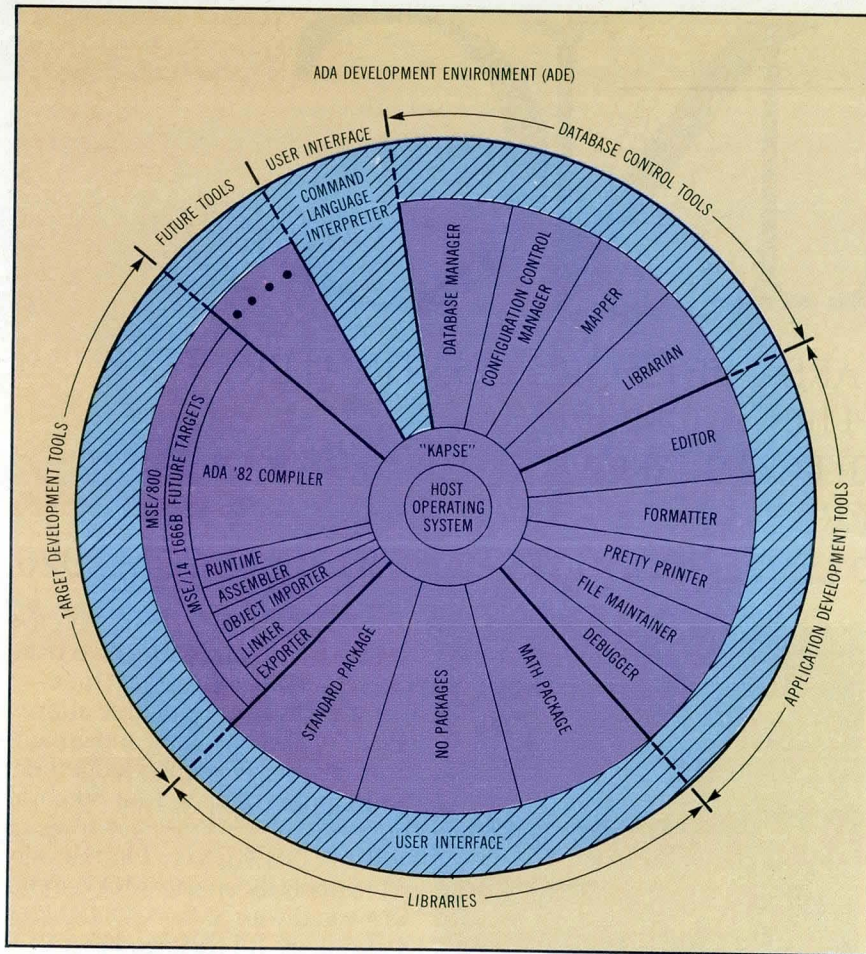 ADA DEVELOPMENT ENVIRONMENT (ADE)
USER INTERFACE
DATABASE CONTROL TOOLS
FUTURE TOOLS
COMMAND
LANGUAGE
INTERPRETER
DATABASE MANAGER
CONFIGURATION CONTROL
MANAGER
MAPPER
LIBRARIAN
EDITOR
FORMATTER
PRETTY PRINTER
FILE MAINTAINER
DEBUGGER
APPLICATION DEVELOPMENT TOOLS
"KAPSE"
HOST
OPERATING
SYSTEM
TARGET DEVELOPMENT TOOLS
MSE/800
MSE/14 1666B FUTURE TARGETS
ADA '82 COMPILER
RUNTIME
ASSEMBLER
OBJECT IMPORTER
LINKER
EXPORTER
STANDARD PACKAGE
NO PACKAGES
MATH PACKAGE
USER INTERFACE
LIBRARIES